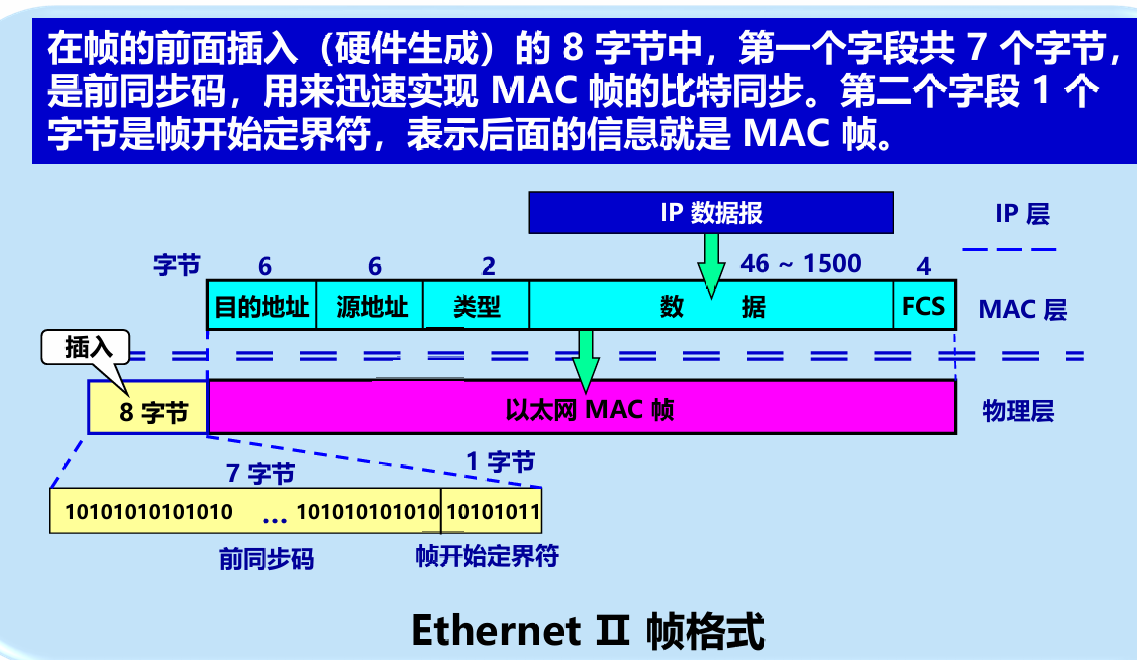 在帧的前面插入（硬件生成）的 8 字节中，第一个字段共 7 个字节，
是前同步码，用来迅速实现 MAC 帧的比特同步。第二个字段 1 个
字节是帧开始定界符，表示后面的信息就是 MAC 帧。
IP 数据报
IP 层
字节 6 6 2 46 ~ 1500 4
目的地址 源地址 类型 数 据 FCS
MAC 层
插入
8 字节
以太网 MAC 帧
物理层
7 字节
1 字节
10101010101010 … 101010101010 10101011
前同步码
帧开始定界符
Ethernet Ⅱ 帧格式